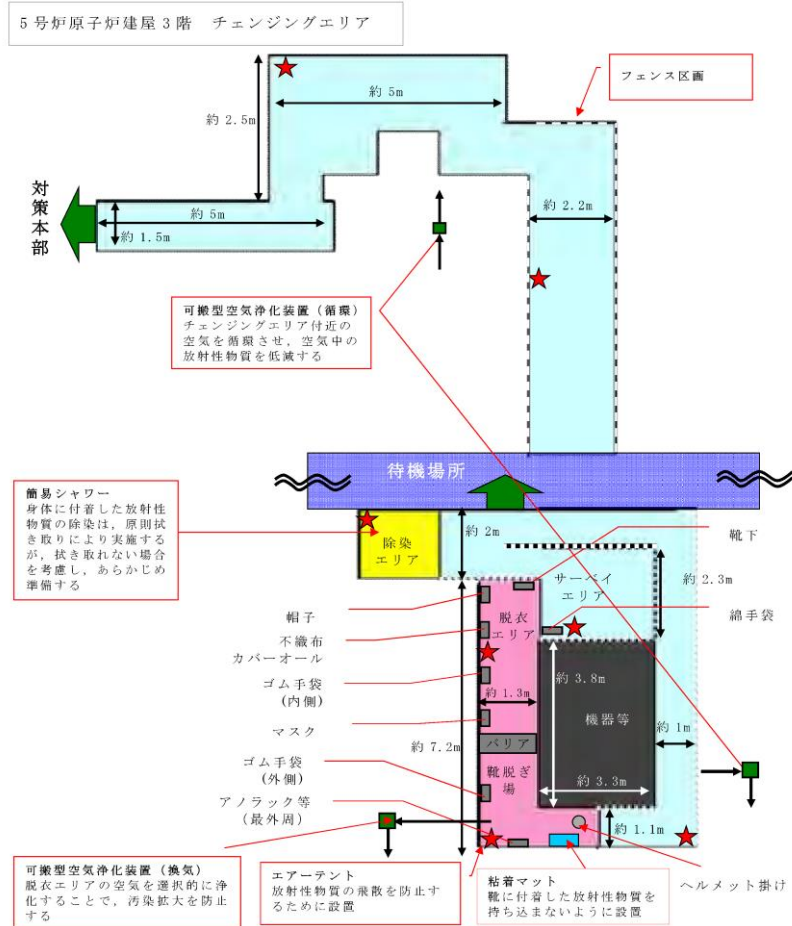 5号炉原子炉建屋3階　チェンジングエリア
フェンス区画
約 5m
約 2.5m
対策本部
約 5m
約 1.5m
約 2.2m
可搬型空気浄化装置（循環）
チェンジングエリア付近の
空気を循環させ，空気中の
放射性物質を低減する
待機場所
簡易シャワー
身体に付着した放射性
物質の除染は，原則拭
き取りにより実施する
が，拭き取れない場合
を考慮し，あらかじめ
準備する
除染
エリア
約 2m
靴下
サーベイ
エリア
約 2.3m
綿手袋
帽子
脱衣
エリア
不織布
カバーオール
ゴム手袋
(内側)
約 1.3m
約 3.8m
機器等
マスク
約 7.2m
バリア
約 1m
ゴム手袋
(外側)
靴脱ぎ
場
約 3.3m
アノラック等
(最外周)
約 1.1m
可搬型空気浄化装置（換気）
脱衣エリアの空気を選択的に浄
化することで，汚染拡大を防止
する
エアーテント
放射性物質の飛散を防止す
るために設置
粘着マット
靴に付着した放射性物質を
持ち込まないように設置
ヘルメット掛け